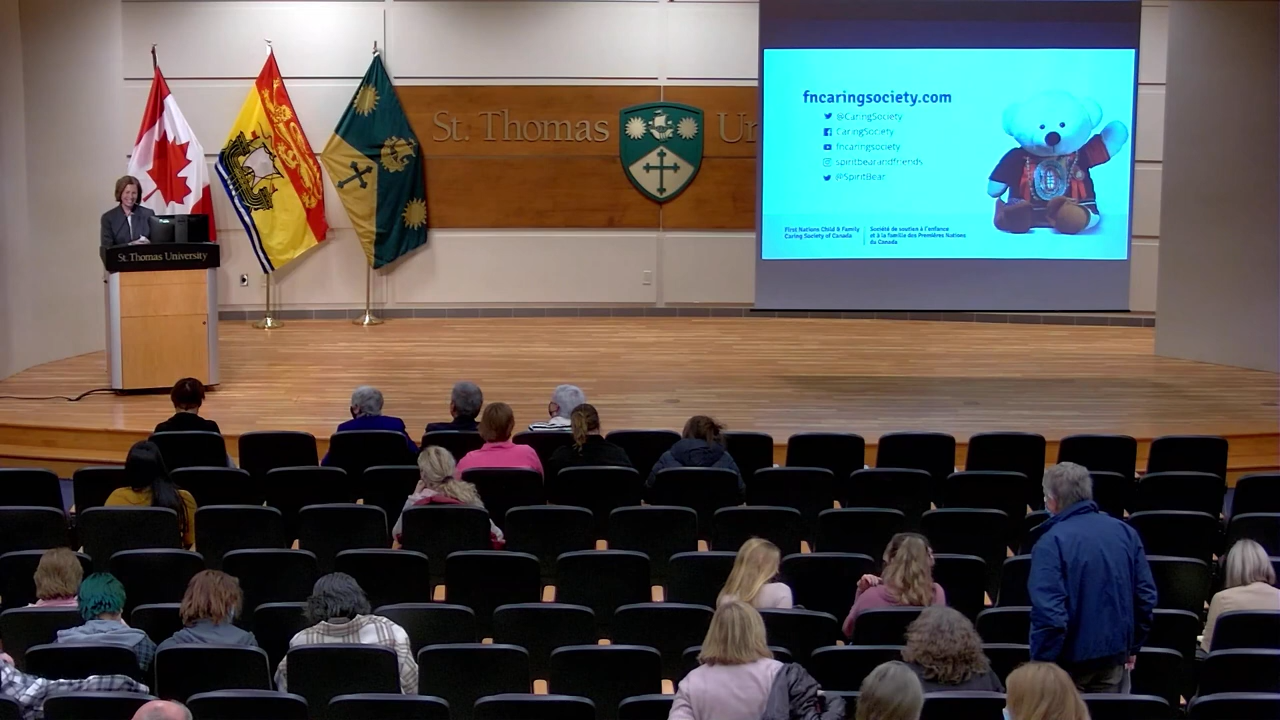 St. Thomas Un
St. Thomas University
fncaringsociety.com
@CaringSociety
CaringSociety
fncaringsociety
spiritbearandfriends
@SpiritBear
First Nations Child & Family
Caring Society of Canada
Société de soutien à l'enfance
et à la famille des Premières Nations
du Canada